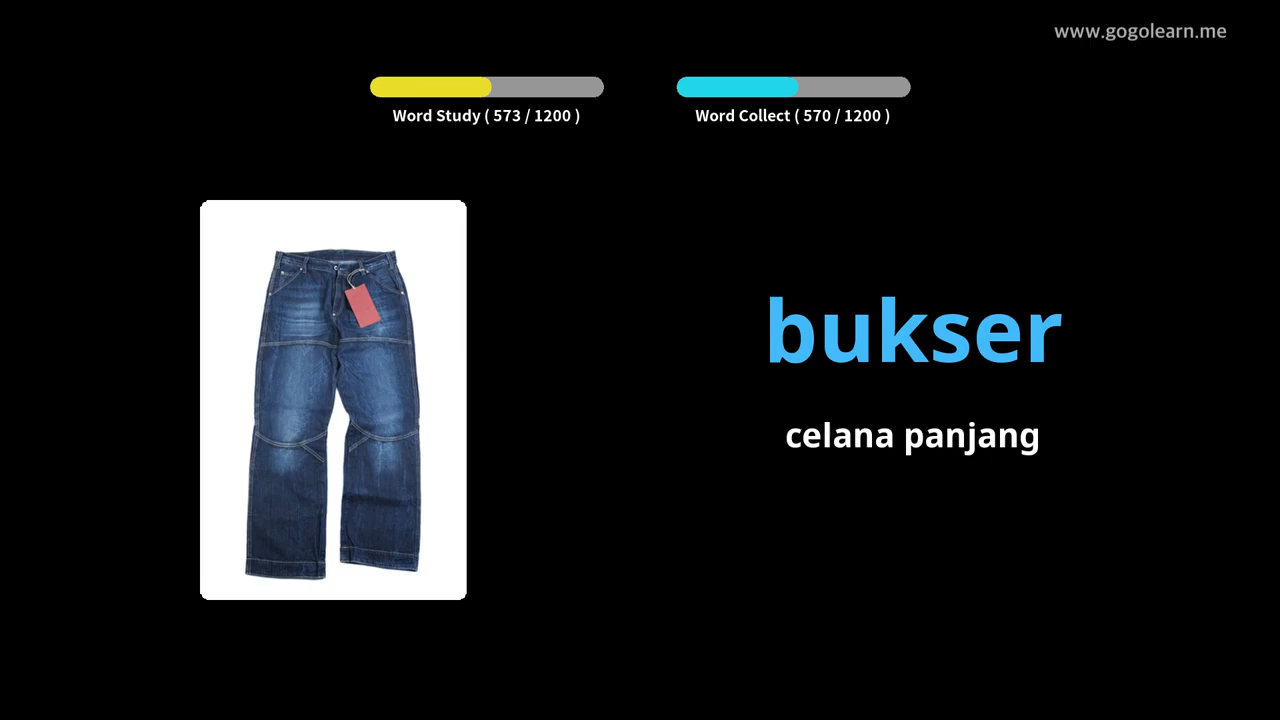 www.gogolearn.me
Word Study ( 573 / 1200 )
Word Collect ( 570 / 1200 )
bukser
celana panjang